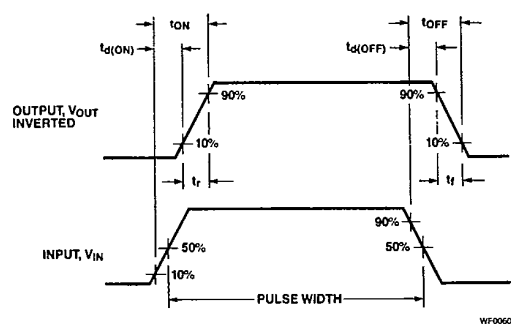 tON
tOFF
td(ON)
td(OFF)
OUTPUT, VOUT
INVERTED
90%
90%
10%
10%
tr
tf
INPUT, VIN
90%
50%
50%
10%
PULSE WIDTH
WF0060